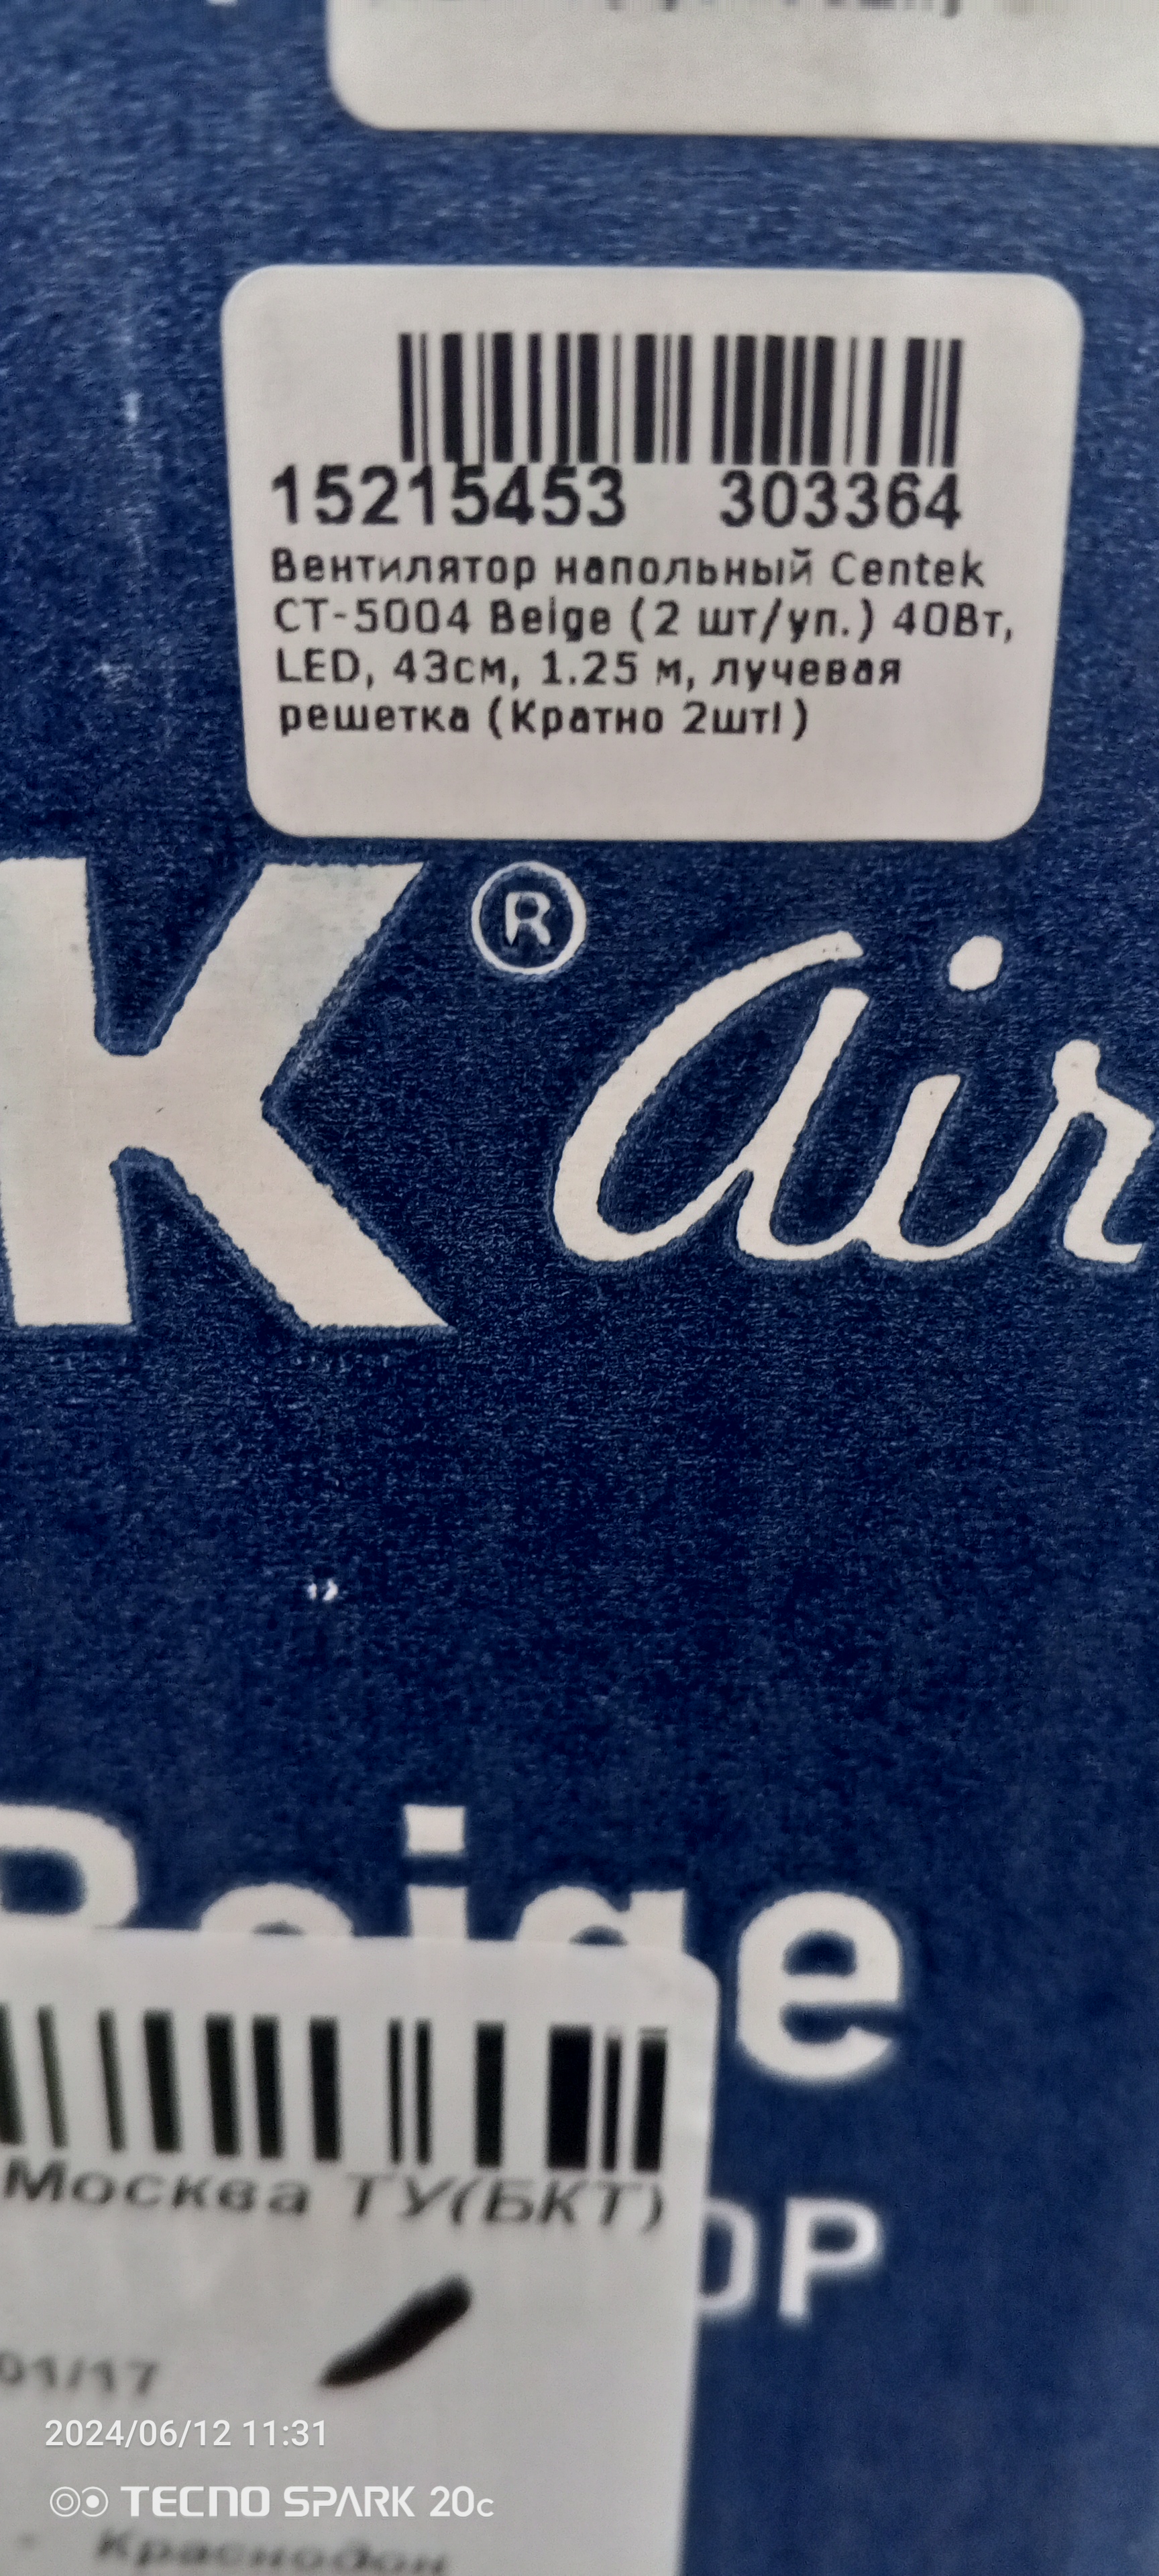 15215453 303364
Вентилятор напольный Centek
CT-5004 Beige (2 шт/уп.) 40Вт,
LED, 43см, 1.25 м, лучевая
решетка (Кратно 2шт!)
K® air
Beige
Москва ТУ(БКТ)
OP
01/17
2024/06/12 11:31
TECNO SPARK 20c
- Краснодон